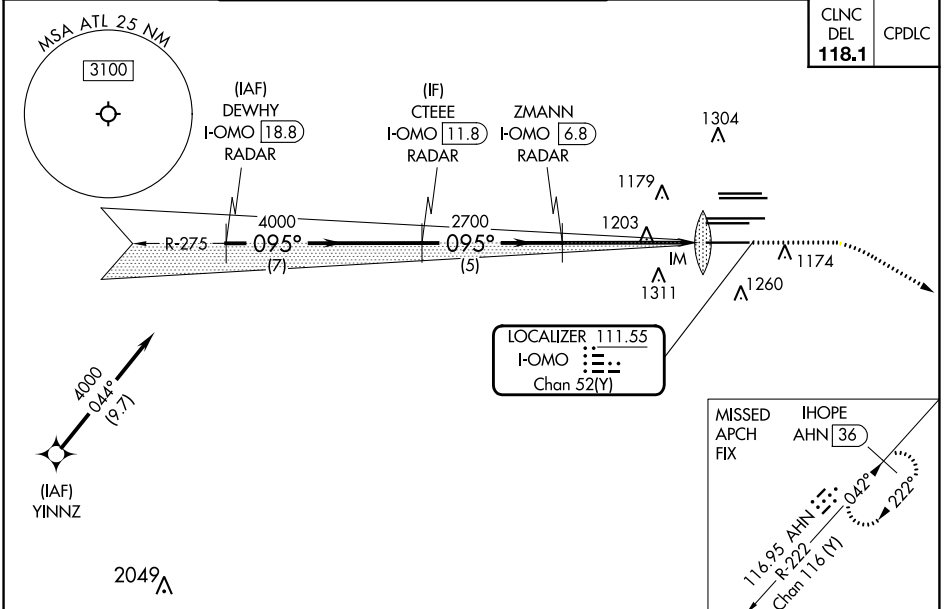 MSA ATL 25 NM
3100
CLNC
DEL
118.1
CPDLC
(IAF)
DEWHY
I-OMO 18.8
RADAR
(IF)
CTEEE
I-OMO 11.8
RADAR
ZMANN
I-OMO 6.8
RADAR
1304
1179
1203
4000
2700
R-275
095°
095°
(7)
(5)
IM
1174
1311
1260
LOCALIZER 111.55
I-OMO
Chan 52(Y)
4000
044°
(9.7)
(IAF)
YINNZ
2049
MISSED
APCH
FIX
IHOPE
AHN 36
042°
222°
116.95 AHN
R-222
Chan 116 (Y)